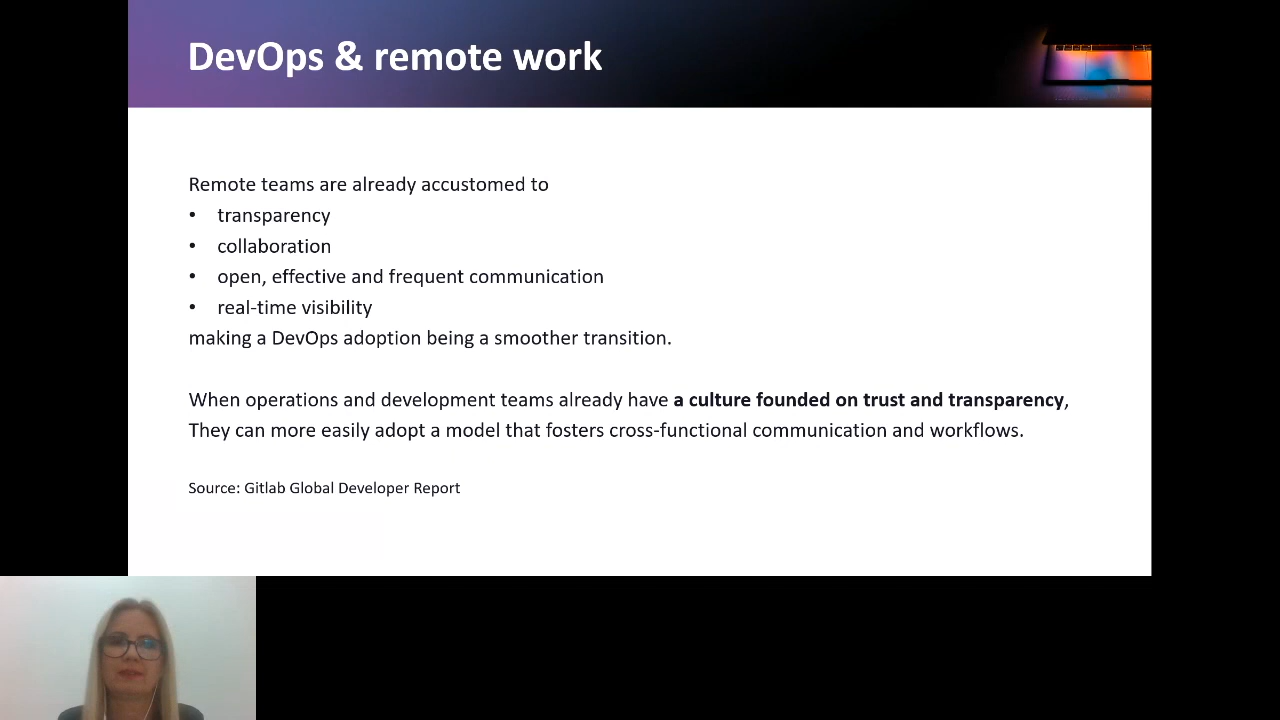 DevOps & remote work
Remote teams are already accustomed to
• transparency
• collaboration
• open, effective and frequent communication
• real-time visibility
making a DevOps adoption being a smoother transition.
When operations and development teams already have a culture founded on trust and transparency,
They can more easily adopt a model that fosters cross-functional communication and workflows.
Source: Gitlab Global Developer Report